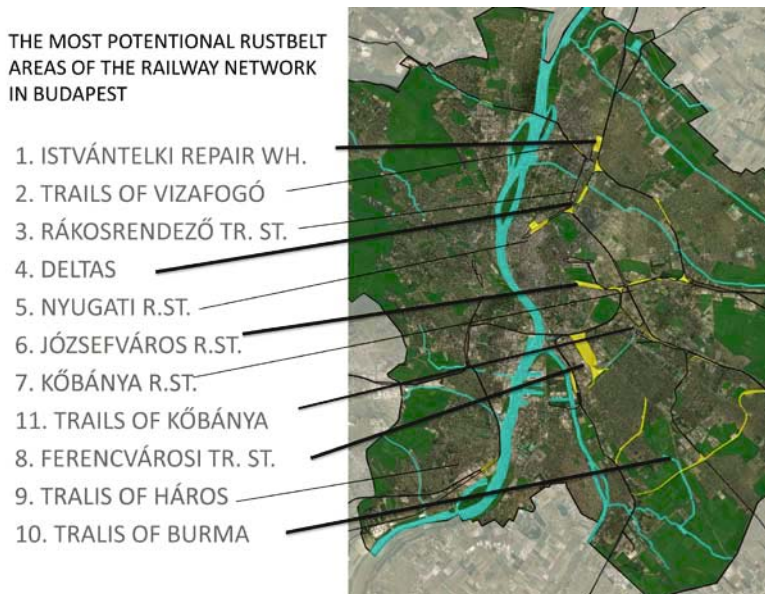 THE MOST POTENTIAL RUSTBELT
AREAS OF THE RAILWAY NETWORK
IN BUDAPEST
1. ISTVÁNTELKI REPAIR WH.
2. TRAILS OF VIZAFOGÓ
3. RÁKOSRENDEZŐ TR. ST.
4. DELTAS
5. NYUGATI R.ST.
6. JÓZSEFVÁROS R.ST.
7. KŐBÁNYA R.ST.
11. TRAILS OF KŐBÁNYA
8. FERENCVÁROSI TR. ST.
9. TRALIS OF HÁROS
10. TRALIS OF BURMA